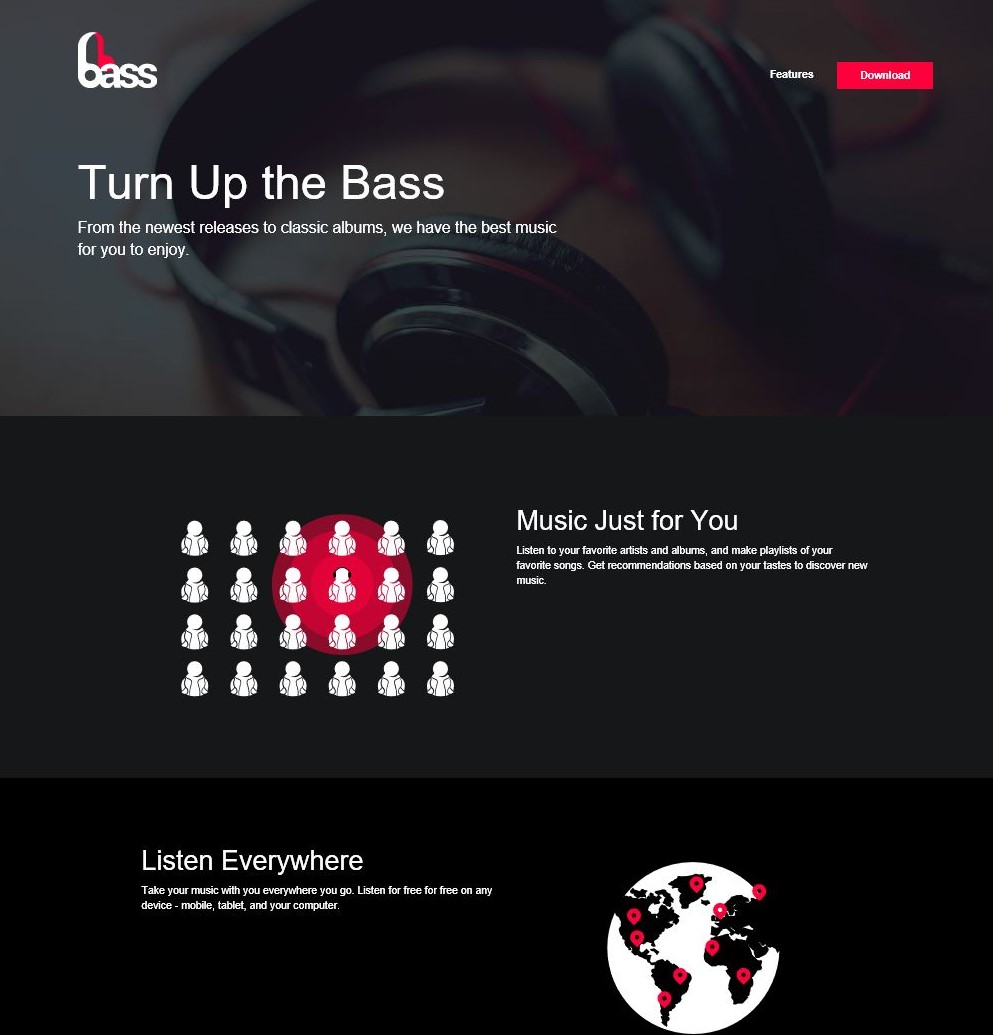 bass
Features
Download
Turn Up the Bass
From the newest releases to classic albums, we have the best music
for you to enjoy.
Music Just for You
Listen to your favorite artists and albums, and make playlists of your
favorite songs. Get recommendations based on your tastes to discover new
music.
Listen Everywhere
Take your music with you everywhere you go. Listen for free for free on any
device - mobile, tablet, and your computer.